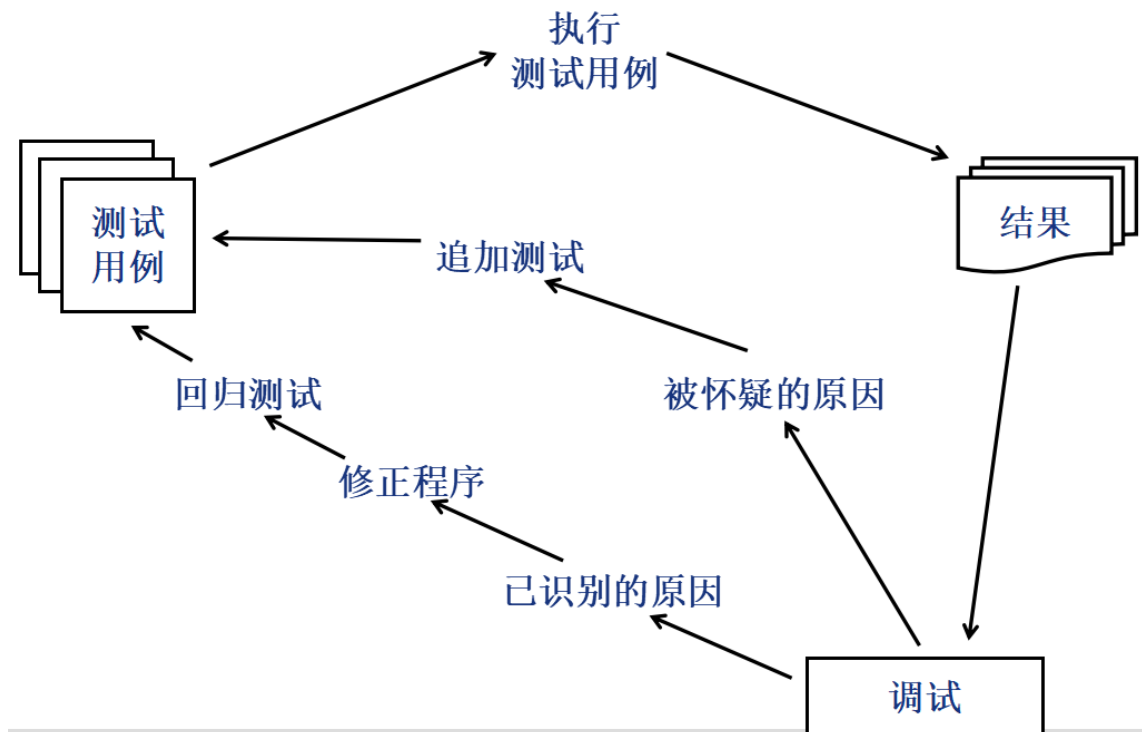 执行
测试用例
测试
用例
结果
追加测试
回归测试
被怀疑的原因
修正程序
已识别的原因
调试